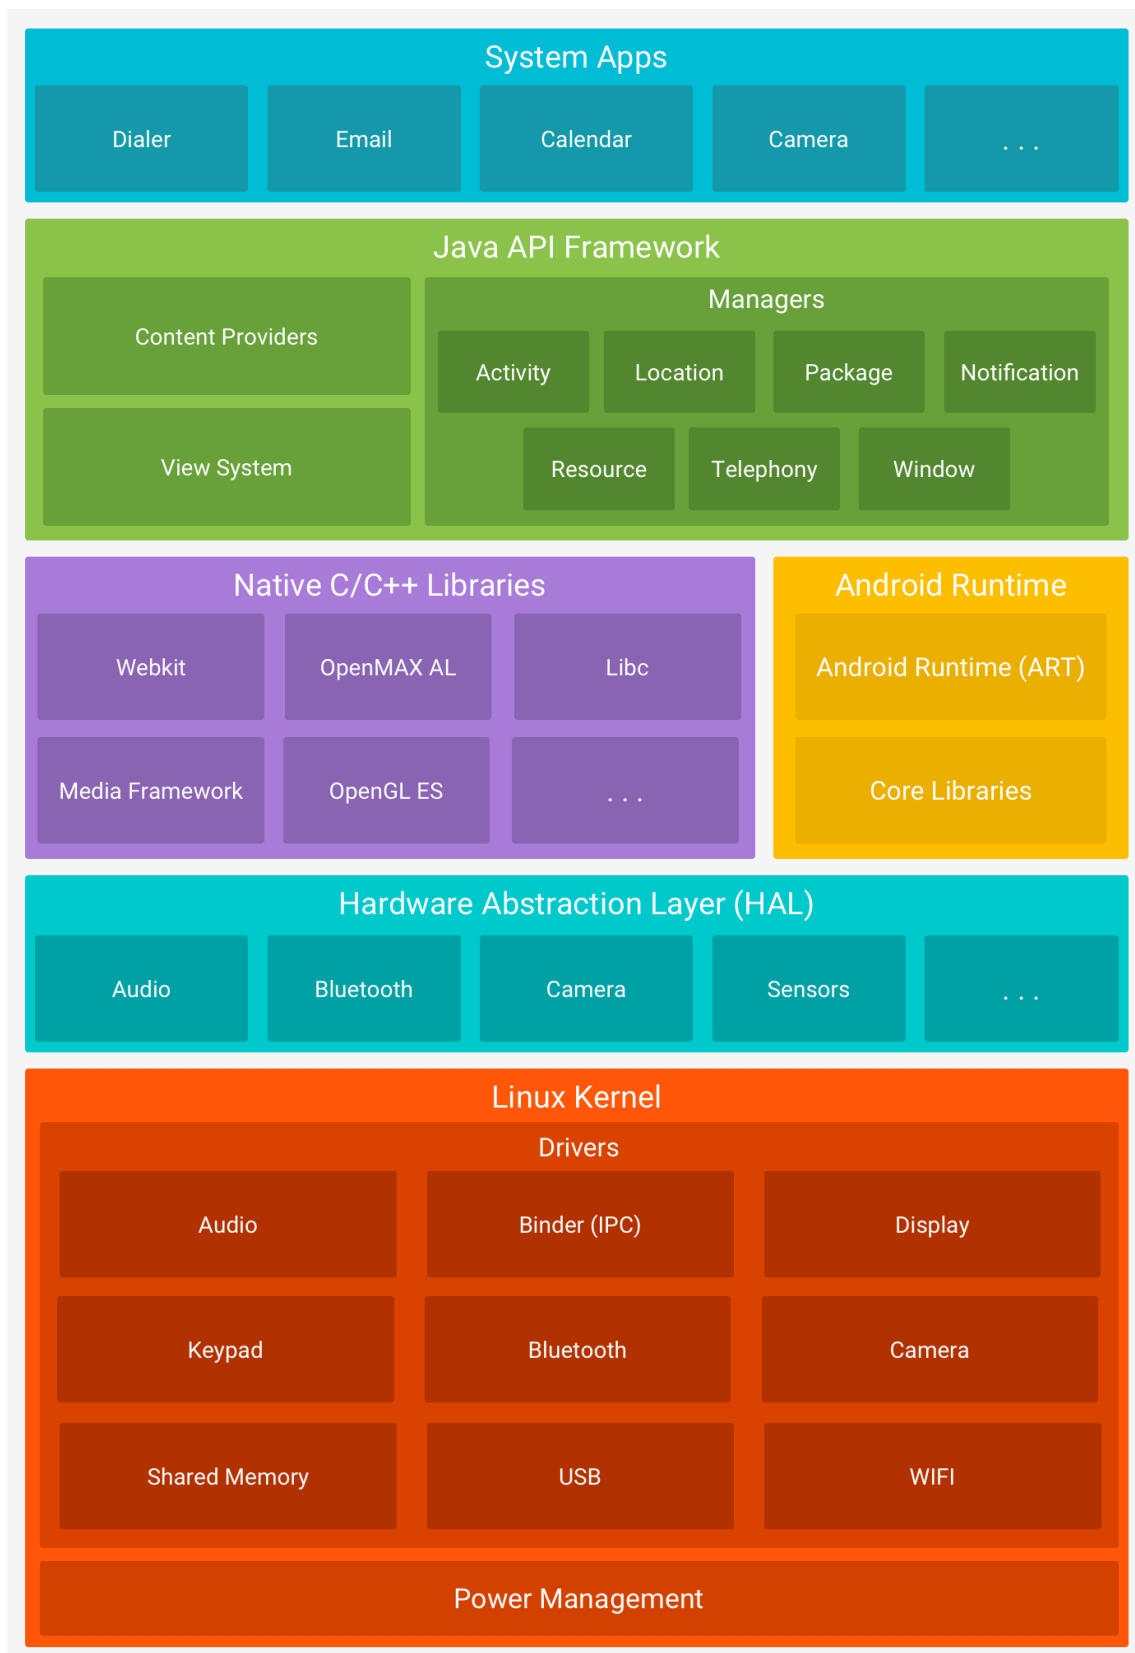 System Apps
Dialer
Email
Calendar
Camera
. . .
Java API Framework
Content Providers
View System
Managers
Activity
Location
Package
Notification
Resource
Telephony
Window
Native C/C++ Libraries
Webkit
OpenMAX AL
Libc
Media Framework
OpenGL ES
. . .
Android Runtime
Android Runtime (ART)
Core Libraries
Hardware Abstraction Layer (HAL)
Audio
Bluetooth
Camera
Sensors
. . .
Linux Kernel
Drivers
Audio
Binder (IPC)
Display
Keypad
Bluetooth
Camera
Shared Memory
USB
WIFI
Power Management